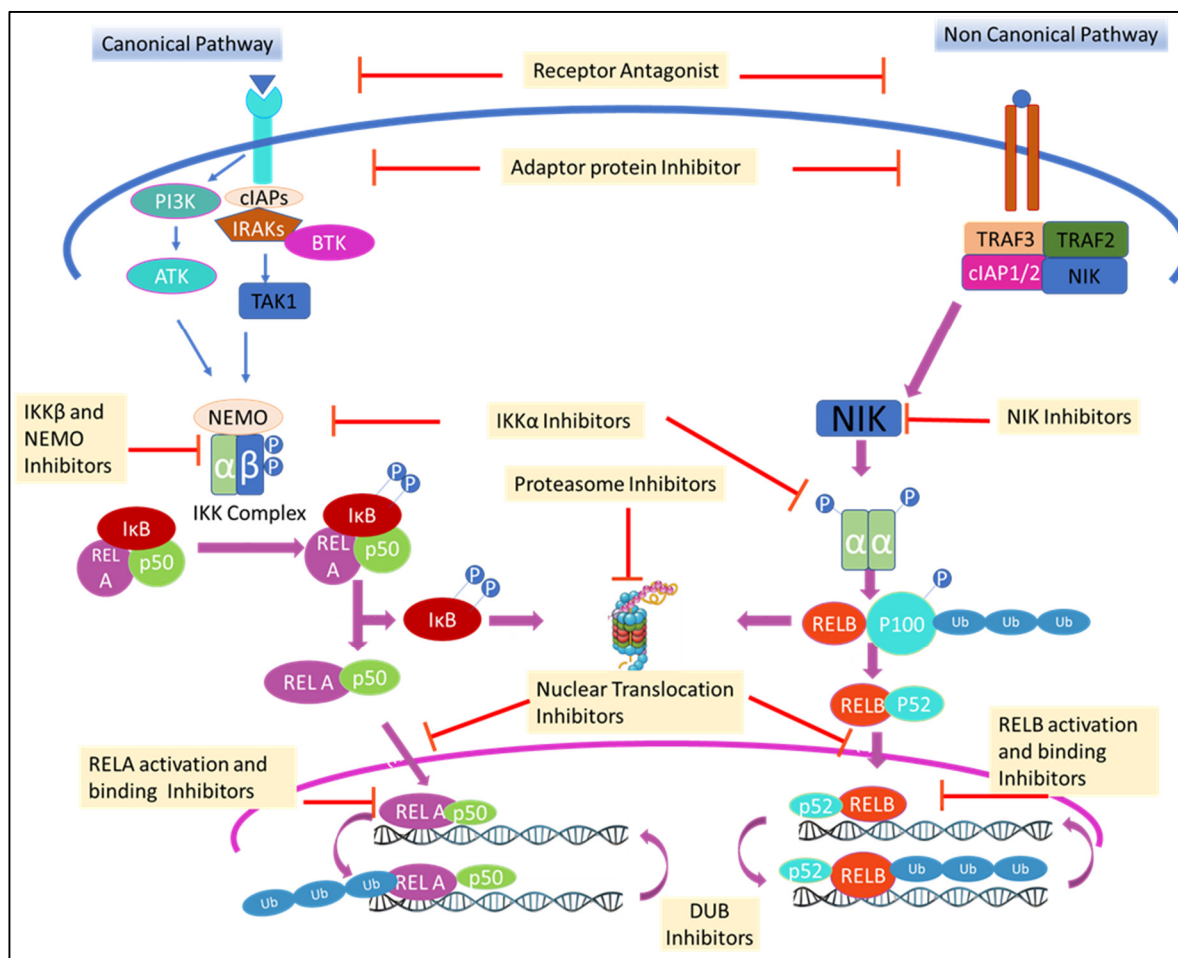 Canonical Pathway
Non Canonical Pathway
Receptor Antagonist
Adaptor protein Inhibitor
PI3K
cIAPs
IRAKs
BTK
ATK
TAK1
TRAF3
TRAF2
cIAP1/2
NIK
IKKβ and
NEMO
Inhibitors
NEMO
α
β
P
P
IKK Complex
IKKα Inhibitors
NIK
NIK Inhibitors
Proteasome Inhibitors
P
P
α
α
IκB
REL
A
p50
P
P
IκB
REL
A
p50
P
P
IκB
P
RELB
P100
Ub
Ub
Ub
REL A
p50
RELB
P52
Nuclear Translocation
Inhibitors
RELA activation and
binding Inhibitors
RELB activation
and binding
Inhibitors
REL A
p50
p52
RELB
Ub
Ub
Ub
REL A
p50
p52
RELB
Ub
Ub
Ub
DUB
Inhibitors